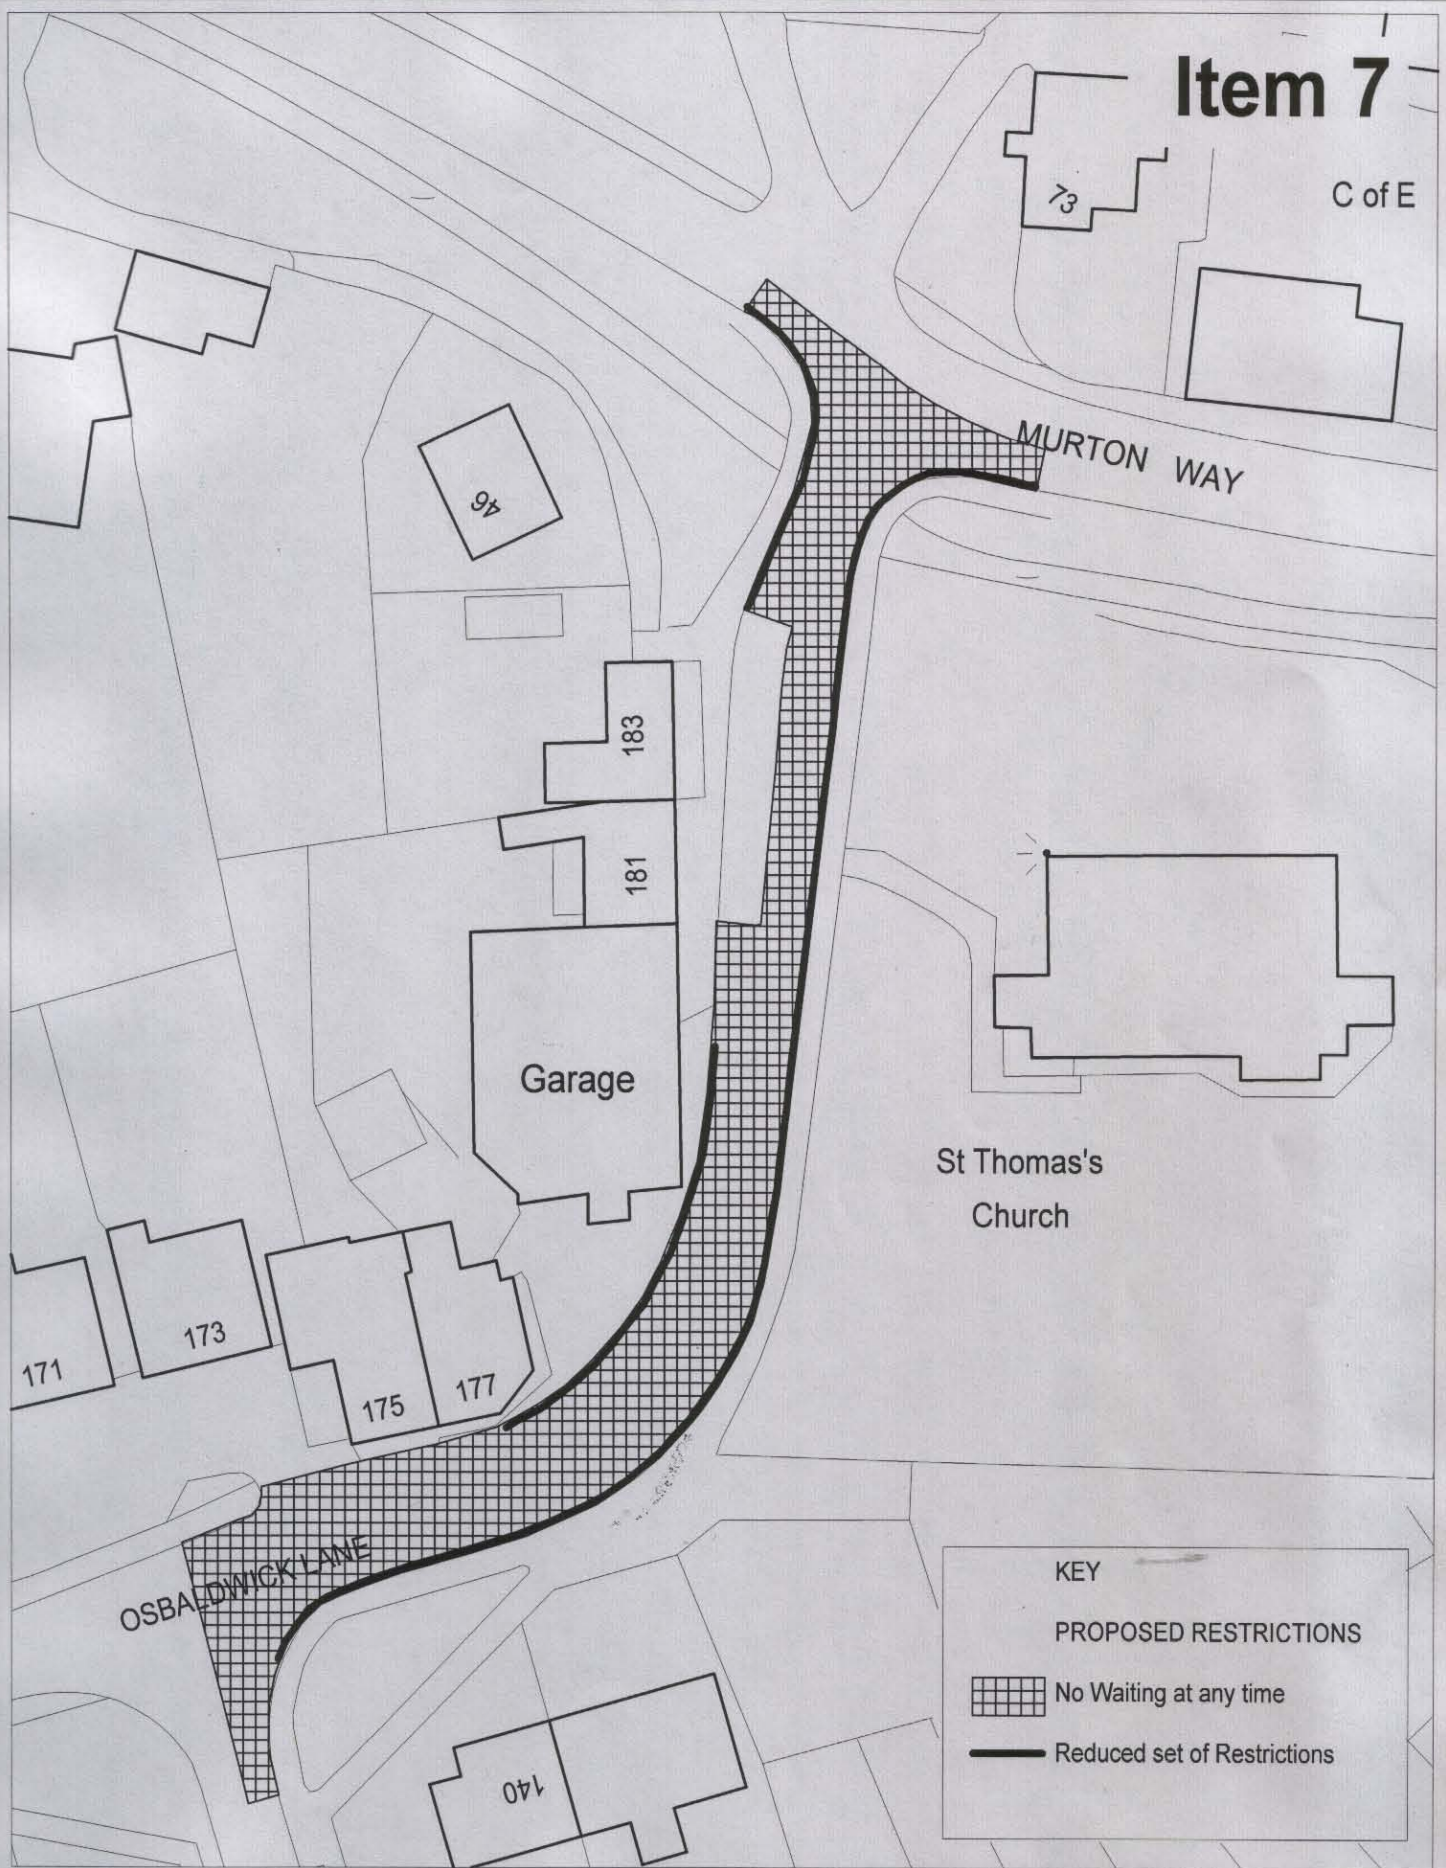 Item 7
73
C of E
MURTON WAY
46
183
181
Garage
St Thomas's
Church
173
171
177
175
OSBALDWICK LANE
KEY
PROPOSED RESTRICTIONS
No Waiting at any time
Reduced set of Restrictions
140